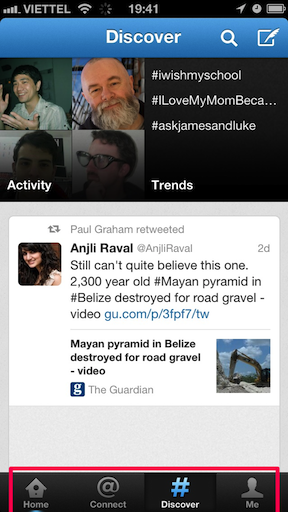 VIETTEL 19:41
Discover
#iwishmyschool
#ILoveMyMomBeca...
#askjamesandluke
Activity
Trends
Paul Graham retweeted
Anjli Raval @AnjliRaval 2d
Still can't quite believe this one.
2,300 year old #Mayan pyramid in
#Belize destroyed for road gravel -
video gu.com/p/3fpf7/tw
Mayan pyramid in Belize
destroyed for road gravel
- video
g The Guardian
Home
@
Connect
#
Discover
Me